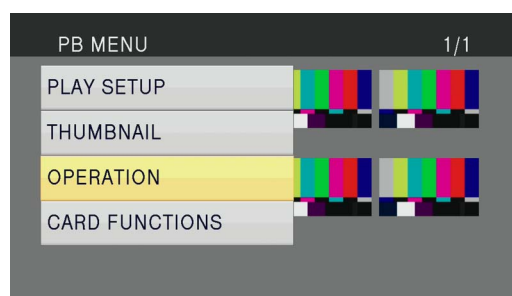 PB MENU 1/1
PLAY SETUP
THUMBNAIL
OPERATION
CARD FUNCTIONS